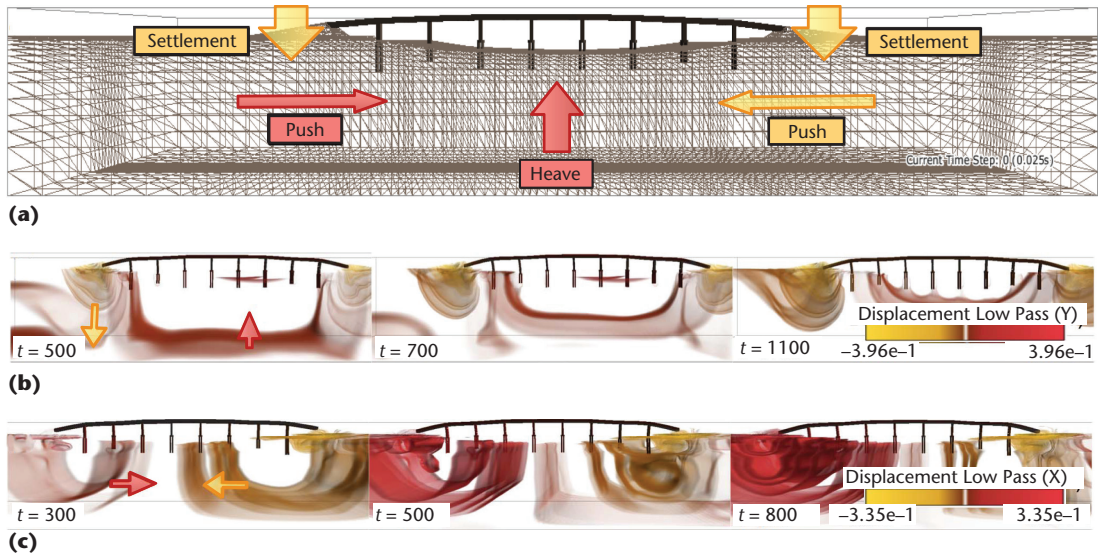 Settlement
Settlement
Push
Push
Current Time Step: 0 (0.025s)
Heave
(a)
Displacement Low Pass (Y)
t = 500
t = 700
t = 1100
–3.96e–1
3.96e–1
(b)
Displacement Low Pass (X)
t = 300
t = 500
t = 800
–3.35e–1
3.35e–1
(c)